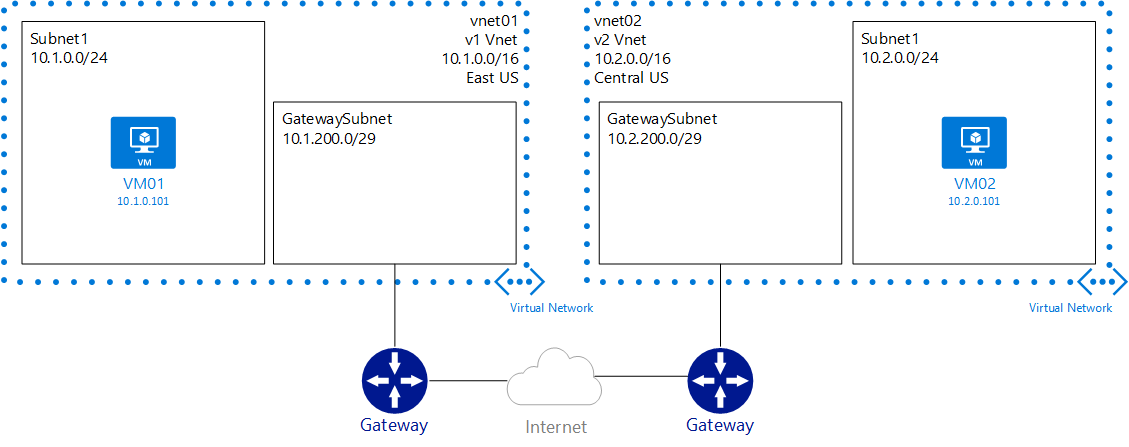 vnet01
v1 Vnet
10.1.0.0/16
East US
Subnet1
10.1.0.0/24
VM
VM01
10.1.0.101
GatewaySubnet
10.1.200.0/29
Virtual Network
vnet02
v2 Vnet
10.2.0.0/16
Central US
GatewaySubnet
10.2.200.0/29
Subnet1
10.2.0.0/24
VM
VM02
10.2.0.101
Virtual Network
Gateway
Internet
Gateway